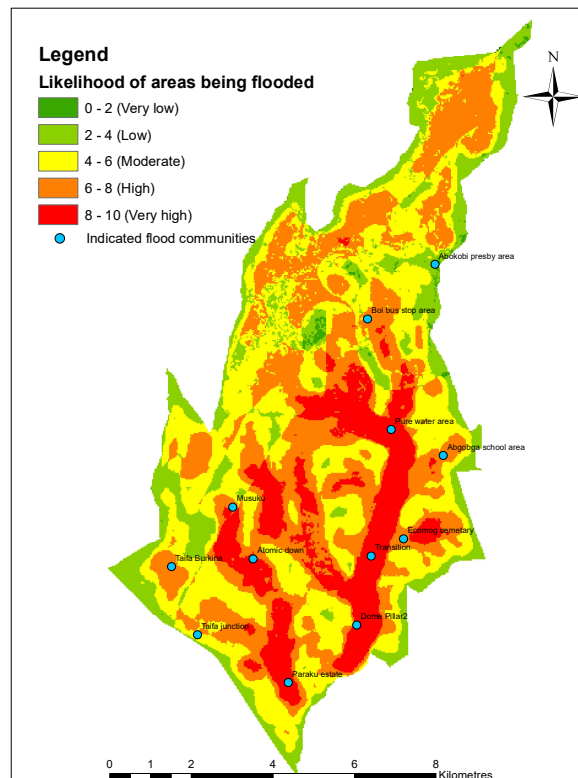 Legend
Likelihood of areas being flooded
N
0 - 2 (Very low)
2 - 4 (Low)
4 - 6 (Moderate)
6 - 8 (High)
8 - 10 (Very high)
Indicated flood communities
Abokobi presby area
Boi bus stop area
Pure water area
Abgobga school area
Musuku
Ecomog cemetary
Transition
Atomic down
Taifa Burkina
Dome Pillar2
Taifa junction
Paraku estate
0 2 4 6 8
Kilometres